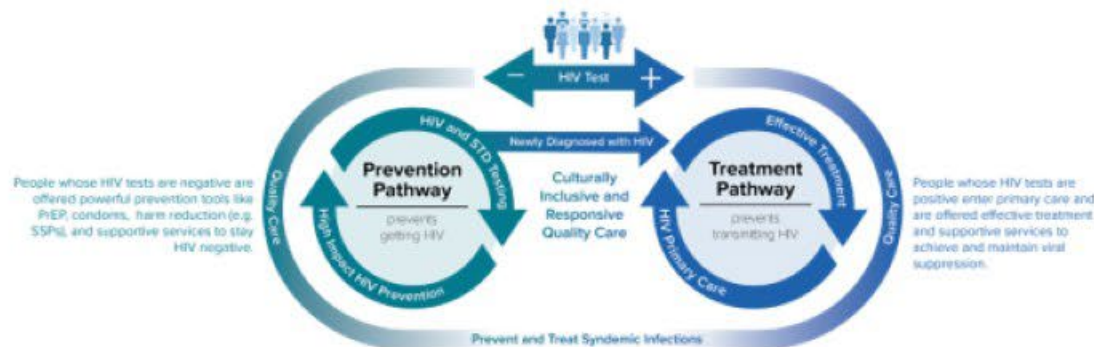 − HIV Test +
HIV and STD Testing
Newly Diagnosed with HIV
Effective Treatment
Quality Care
Prevention
Pathway
prevents
getting HIV
High Impact HIV Prevention
Culturally
Inclusive and
Responsive
Quality Care
Treatment
Pathway
prevents
transmitting HIV
HIV Primary Care
Quality Care
People whose HIV tests are negative are
offered powerful prevention tools like
PrEP, condoms, harm reduction (e.g.
SSPs), and supportive services to stay
HIV negative.
People whose HIV tests are
positive enter primary care and
are offered effective treatment
and supportive services to
achieve and maintain viral
suppression.
Prevent and Treat Syndemic Infections